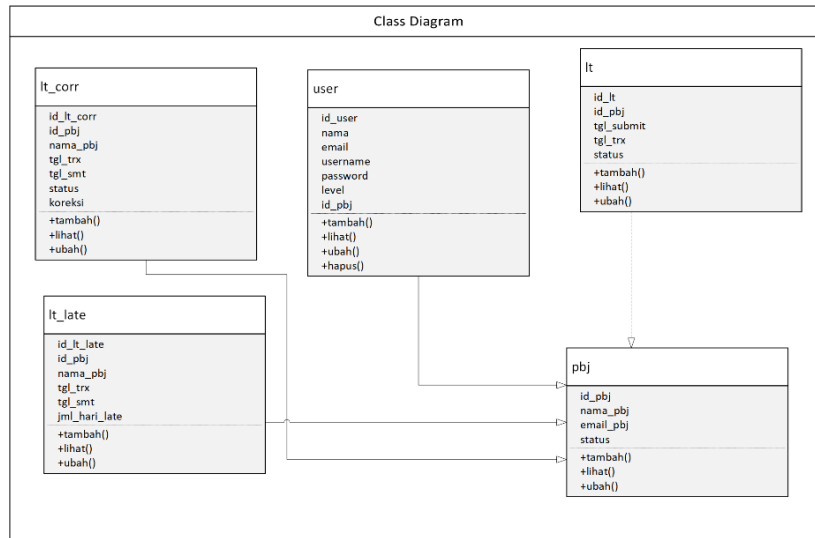 Class Diagram
lt_corr
id_lt_corr
id_pbj
nama_pbj
tgl_trx
tgl_smt
status
koreksi
+tambah()
+lihat()
+ubah()
user
id_user
nama
email
username
password
level
id_pbj
+tambah()
+lihat()
+ubah()
+hapus()
lt
id_lt
id_pbj
tgl_submit
tgl_trx
status
+tambah()
+lihat()
+ubah()
lt_late
id_lt_late
id_pbj
nama_pbj
tgl_trx
tgl_smt
jml_hari_late
+tambah()
+lihat()
+ubah()
pbj
id_pbj
nama_pbj
email_pbj
status
+tambah()
+lihat()
+ubah()